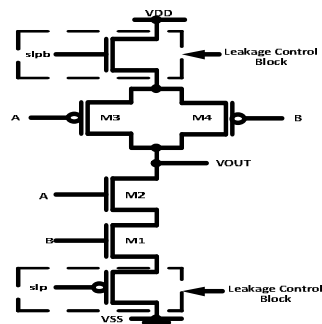 VDD
slpb
Leakage Control
Block
A
M3
M4
B
VOUT
A
M2
B
M1
slp
Leakage Control
Block
VSS